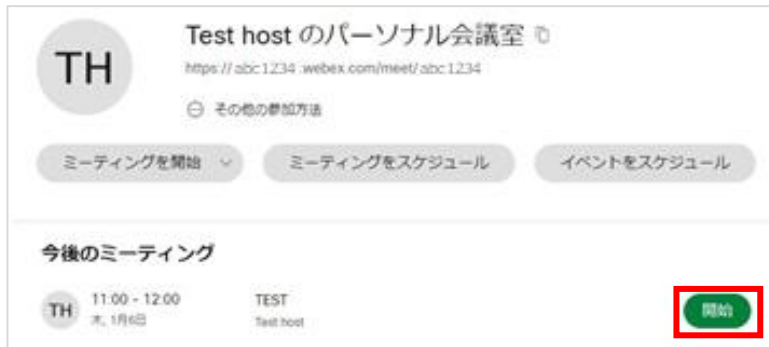 TH
Test host のパーソナル会議室
https://abc1234.webex.com/meet/abc1234
その他の参加方法
ミーティングを開始 ミーティングをスケジュール イベントをスケジュール
今後のミーティング
TH 11:00 - 12:00 TEST 開始
木, 1月6日 Test host